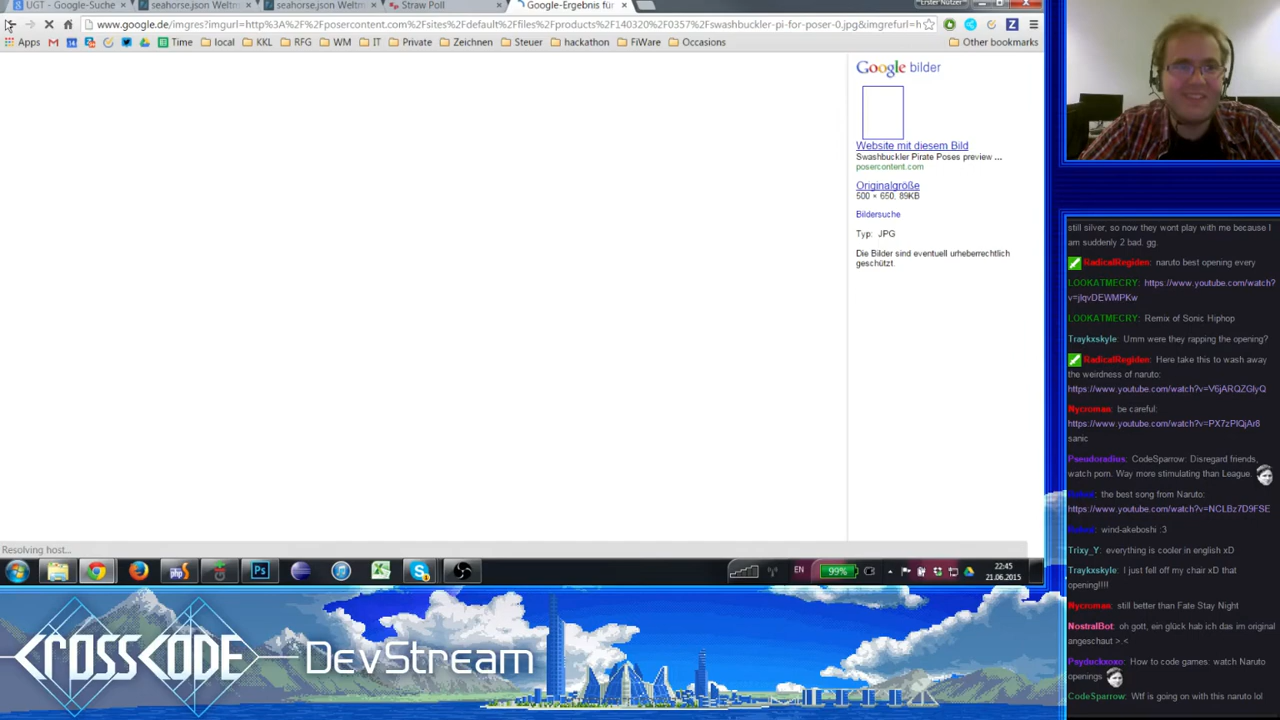 UGT - Google-Suche
seahorse.json Weltm
seahorse.json Weltm
Straw Poll
Google-Ergebnis für
Erster Nutzer
www.google.de/imgres?imgurl=http%3A%2F%2Fposercontent.com%2Fsites%2Fdefault%2Ffiles%2Fproducts%2F140320%2F0357%2Fswashbuckler-pi-for-poser-0.jpg&imgrefurl=h
Apps
14
Time
local
KKL
RFG
WM
IT
Private
Zeichnen
Steuer
hackathon
FiWare
Occasions
Other bookmarks
Google bilder
Website mit diesem Bild
Swashbuckler Pirate Poses preview ...
posercontent.com
Originalgröße
500 × 650, 89KB
Bildersuche
Typ: JPG
Die Bilder sind eventuell urheberrechtlich
geschützt.
Resolving host...
EN
99%
22:45
21.06.2015
CROSSCODE DevStream
still silver, so now they wont play with me because I
am suddenly 2 bad. gg.
RadicalRegiden: naruto best opening every
LOOKATMECRY: https://www.youtube.com/watch?
v=jlqvDEWMPKw
LOOKATMECRY: Remix of Sonic Hiphop
Traykxskyle: Umm were they rapping the opening?
RadicalRegiden: Here take this to wash away
the weirdness of naruto:
https://www.youtube.com/watch?v=V6jARQZGlyQ
Nycroman: be careful:
https://www.youtube.com/watch?v=PX7zPlQjAr8
sanic
Pseudoradius: CodeSparrow: Disregard friends,
watch porn. Way more stimulating than League.
: the best song from Naruto:
https://www.youtube.com/watch?v=NCLBz7D9FSE
: wind-akeboshi :3
Trixy_Y: everything is cooler in english xD
Traykxskyle: I just fell off my chair xD that
opening!!!!
Nycroman: still better than Fate Stay Night
NostralBot: oh gott, ein glück hab ich das im original
angeschaut >.<
Psyduckxoxo: How to code games: watch Naruto
openings
CodeSparrow: Wtf is going on with this naruto lol